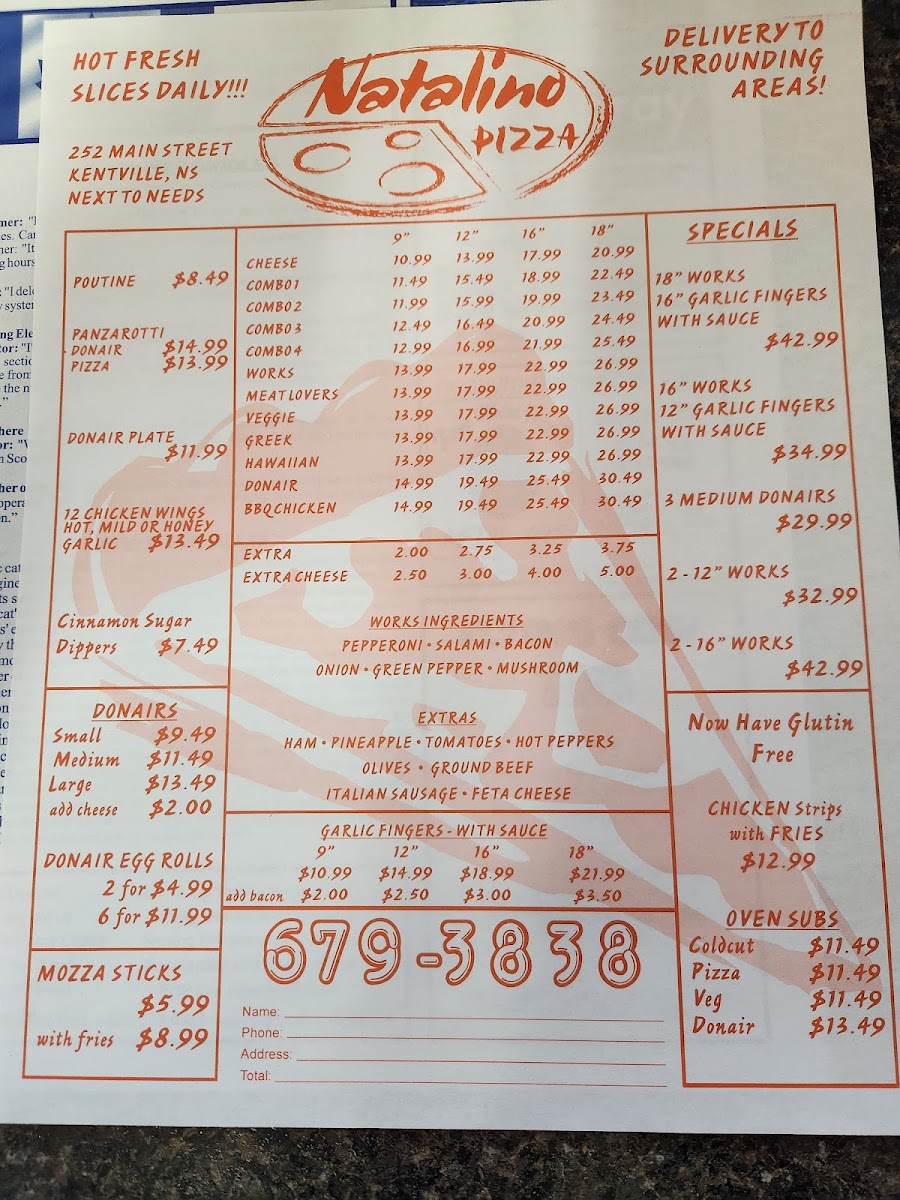 HOT FRESH
SLICES DAILY!!!
252 MAIN STREET
KENTVILLE, NS
NEXT TO NEEDS
Natalino
PIZZA
DELIVERY TO
SURROUNDING
AREAS!
POUTINE $8.49
PANZAROTTI
DONAIR $14.99
PIZZA $13.99
DONAIR PLATE
$11.99
12 CHICKEN WINGS
HOT, MILD OR HONEY
GARLIC $13.49
Cinnamon Sugar
Dippers $7.49
DONAIRS
Small $9.49
Medium $11.49
Large $13.49
add cheese $2.00
DONAIR EGG ROLLS
2 for $4.99
6 for $11.99
MOZZA STICKS
$5.99
with fries $8.99
9" 12" 16" 18"
CHEESE 10.99 13.99 17.99 20.99
COMBO1 11.49 15.49 18.99 22.49
COMBO2 11.99 15.99 19.99 23.49
COMBO3 12.49 16.49 20.99 24.49
COMBO4 12.99 16.99 21.99 25.49
WORKS 13.99 17.99 22.99 26.99
MEATLOVERS 13.99 17.99 22.99 26.99
VEGGIE 13.99 17.99 22.99 26.99
GREEK 13.99 17.99 22.99 26.99
HAWAIIAN 13.99 17.99 22.99 26.99
DONAIR 14.99 19.49 25.49 30.49
BBQ CHICKEN 14.99 19.49 25.49 30.49
EXTRA 2.00 2.75 3.25 3.75
EXTRA CHEESE 2.50 3.00 4.00 5.00
WORKS INGREDIENTS
PEPPERONI • SALAMI • BACON
ONION • GREEN PEPPER • MUSHROOM
EXTRAS
HAM • PINEAPPLE • TOMATOES • HOT PEPPERS
OLIVES • GROUND BEEF
ITALIAN SAUSAGE • FETA CHEESE
GARLIC FINGERS - WITH SAUCE
9" 12" 16" 18"
$10.99 $14.99 $18.99 $21.99
add bacon $2.00 $2.50 $3.00 $3.50
679-3838
Name:
Phone:
Address:
Total:
SPECIALS
18" WORKS
16" GARLIC FINGERS
WITH SAUCE
$42.99
16" WORKS
12" GARLIC FINGERS
WITH SAUCE
$34.99
3 MEDIUM DONAIRS
$29.99
2 - 12" WORKS
$32.99
2 - 16" WORKS
$42.99
Now Have Glutin
Free
CHICKEN Strips
with FRIES
$12.99
OVEN SUBS
Coldcut $11.49
Pizza $11.49
Veg $11.49
Donair $13.49